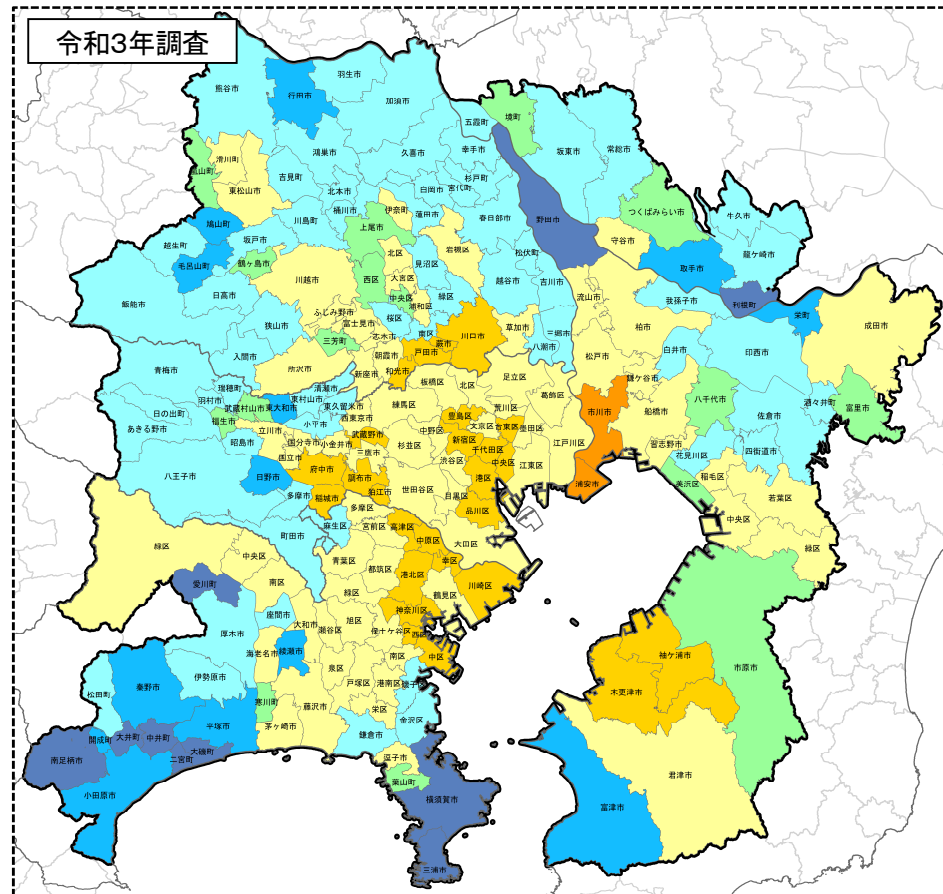 令和3年調査
熊谷市
行田市
羽生市
加須市
五霞町
境町
坂東市
常総市
滑川町
嵐山町
東松山市
吉見町
鴻巣市
久喜市
幸手市
杉戸町
宮代町
白岡市
北本市
桶川市
川島町
伊奈町
蓮田市
上尾市
春日部市
野田市
つくばみらい市
牛久市
龍ケ崎市
守谷市
取手市
利根町
栄町
成田市
鳩山町
越生町
毛呂山町
坂戸市
鶴ヶ島市
川越市
日高市
飯能市
狭山市
入間市
所沢市
ふじみ野市
富士見市
三芳町
志木市
朝霞市
新座市
和光市
戸田市
蕨市
川口市
西区
北区
大宮区
見沼区
岩槻区
中央区
浦和区
緑区
桜区
南区
越谷市
松伏町
吉川市
草加市
三郷市
八潮市
流山市
柏市
我孫子市
松戸市
白井市
印西市
鎌ケ谷市
市川市
船橋市
八千代市
佐倉市
酒々井町
富里市
浦安市
習志野市
花見川区
四街道市
美浜区
稲毛区
若葉区
中央区
緑区
青梅市
瑞穂町
羽村市
武蔵村山市
東大和市
東村山市
清瀬市
東久留米市
西東京市
日の出町
あきる野市
福生市
立川市
昭島市
小平市
国分寺市
小金井市
武蔵野市
三鷹市
国立市
府中市
調布市
狛江市
八王子市
日野市
多摩市
稲城市
町田市
板橋区
北区
足立区
練馬区
豊島区
荒川区
葛飾区
中野区
文京区
台東区
墨田区
杉並区
新宿区
千代田区
江戸川区
渋谷区
中央区
江東区
世田谷区
港区
目黒区
品川区
大田区
多摩区
麻生区
宮前区
高津区
中原区
幸区
川崎区
青葉区
都筑区
港北区
鶴見区
緑区
神奈川区
旭区
保土ケ谷区
西区
中区
瀬谷区
南区
泉区
戸塚区
港南区
磯子区
栄区
金沢区
緑区
中央区
南区
愛川町
座間市
大和市
厚木市
海老名市
綾瀬市
伊勢原市
秦野市
松田町
寒川町
藤沢市
茅ヶ崎市
平塚市
鎌倉市
逗子市
葉山町
横須賀市
三浦市
開成町
大井町
中井町
大磯町
二宮町
南足柄市
小田原市
袖ケ浦市
木更津市
市原市
君津市
富津市